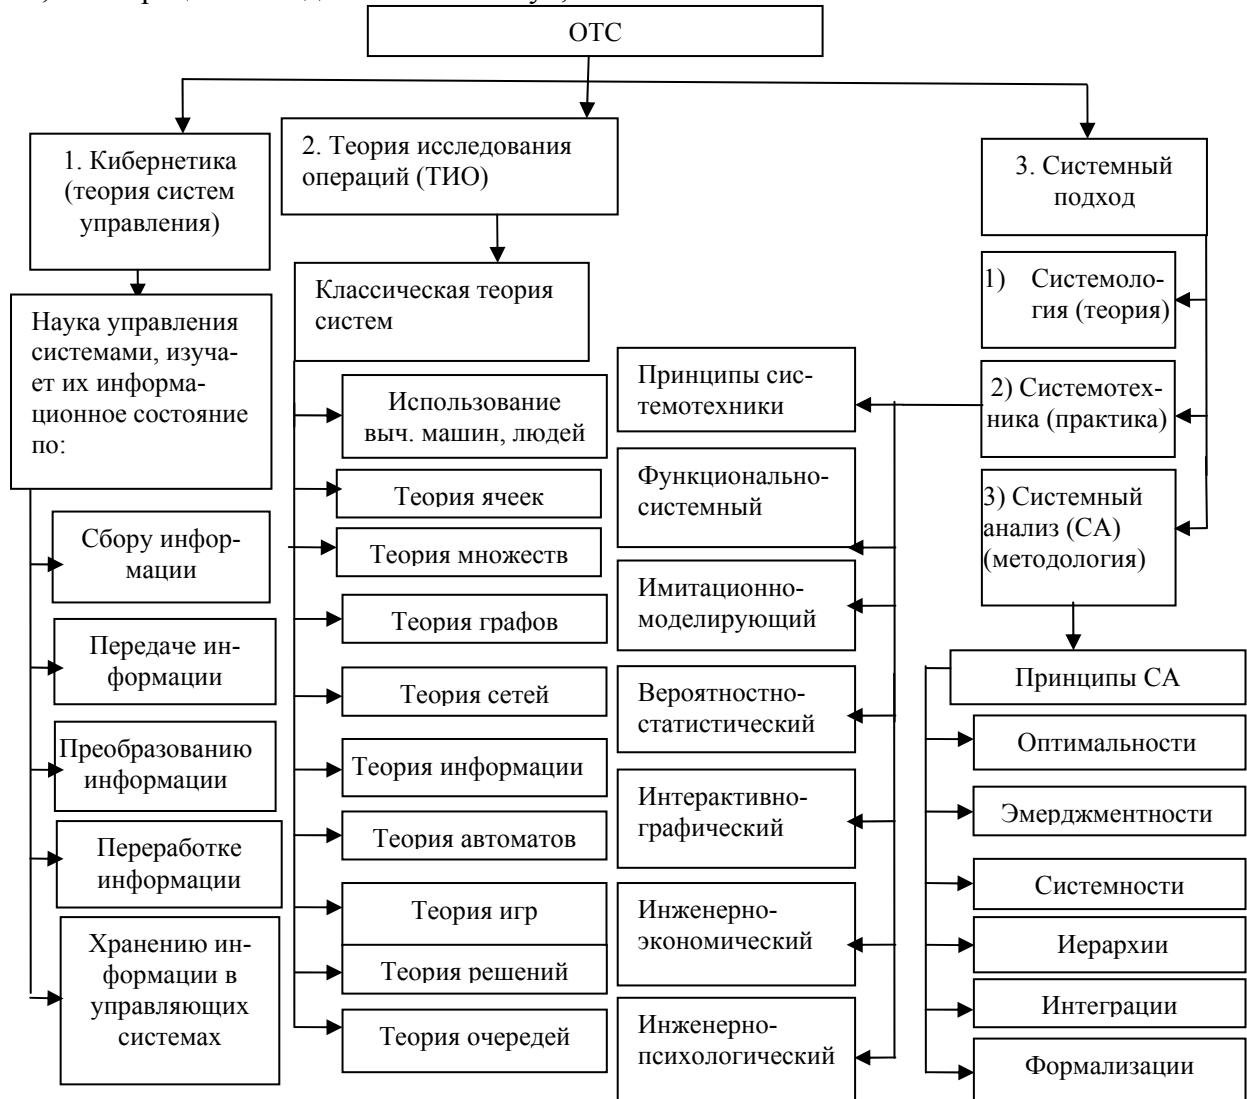 ОТС
1. Кибернетика
(теория систем
управления)
2. Теория исследования
операций (ТИО)
3. Системный
подход
Наука управления
системами, изуча-
ет их информа-
ционное состояние
по:
Сбору инфор-
мации
Передаче ин-
формации
Преобразованию
информации
Переработке
информации
Хранению ин-
формации в
управляющих
системах
Классическая теория
систем
Использование
выч. машин, людей
Теория ячеек
Теория множеств
Теория графов
Теория сетей
Теория информации
Теория автоматов
Теория игр
Теория решений
Теория очередей
Принципы сис-
темотехники
Функционально-
системный
Имитационно-
моделирующий
Вероятностно-
статистический
Интерактивно-
графический
Инженерно-
экономический
Инженерно-
психологический
1) Системоло-
гия (теория)
2) Системотех-
ника (практика)
3) Системный
анализ (СА)
(методология)
Принципы СА
Оптимальности
Эмерджментности
Системности
Иерархии
Интеграции
Формализации